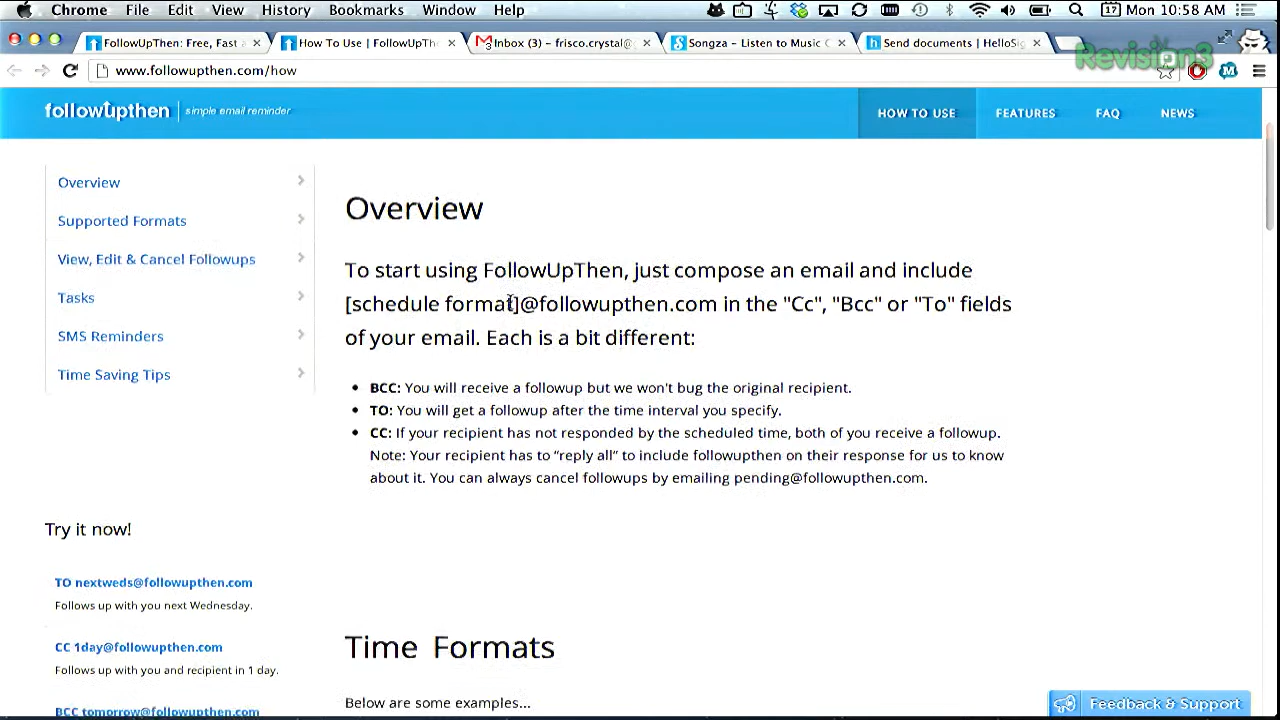 Chrome File Edit View History Bookmarks Window Help 17 Mon 10:58 AM
FollowUpThen: Free, Fast a How To Use | FollowUpTh Inbox (3) - frisco.crystal@g Songza - Listen to Music C Send documents | HelloSig
Revision3
www.followupthen.com/how
followupthen simple email reminder HOW TO USE FEATURES FAQ NEWS
Overview
Supported Formats
View, Edit & Cancel Followups
Tasks
SMS Reminders
Time Saving Tips
Overview
To start using FollowUpThen, just compose an email and include
[schedule format]@followupthen.com in the "Cc", "Bcc" or "To" fields
of your email. Each is a bit different:
• BCC: You will receive a followup but we won't bug the original recipient.
• TO: You will get a followup after the time interval you specify.
• CC: If your recipient has not responded by the scheduled time, both of you receive a followup.
Note: Your recipient has to “reply all” to include followupthen on their response for us to know
about it. You can always cancel followups by emailing pending@followupthen.com.
Try it now!
TO nextweds@followupthen.com
Follows up with you next Wednesday.
CC 1day@followupthen.com
Follows up with you and recipient in 1 day.
BCC tomorrow@followupthen.com
Time Formats
Below are some examples...
Feedback & Support